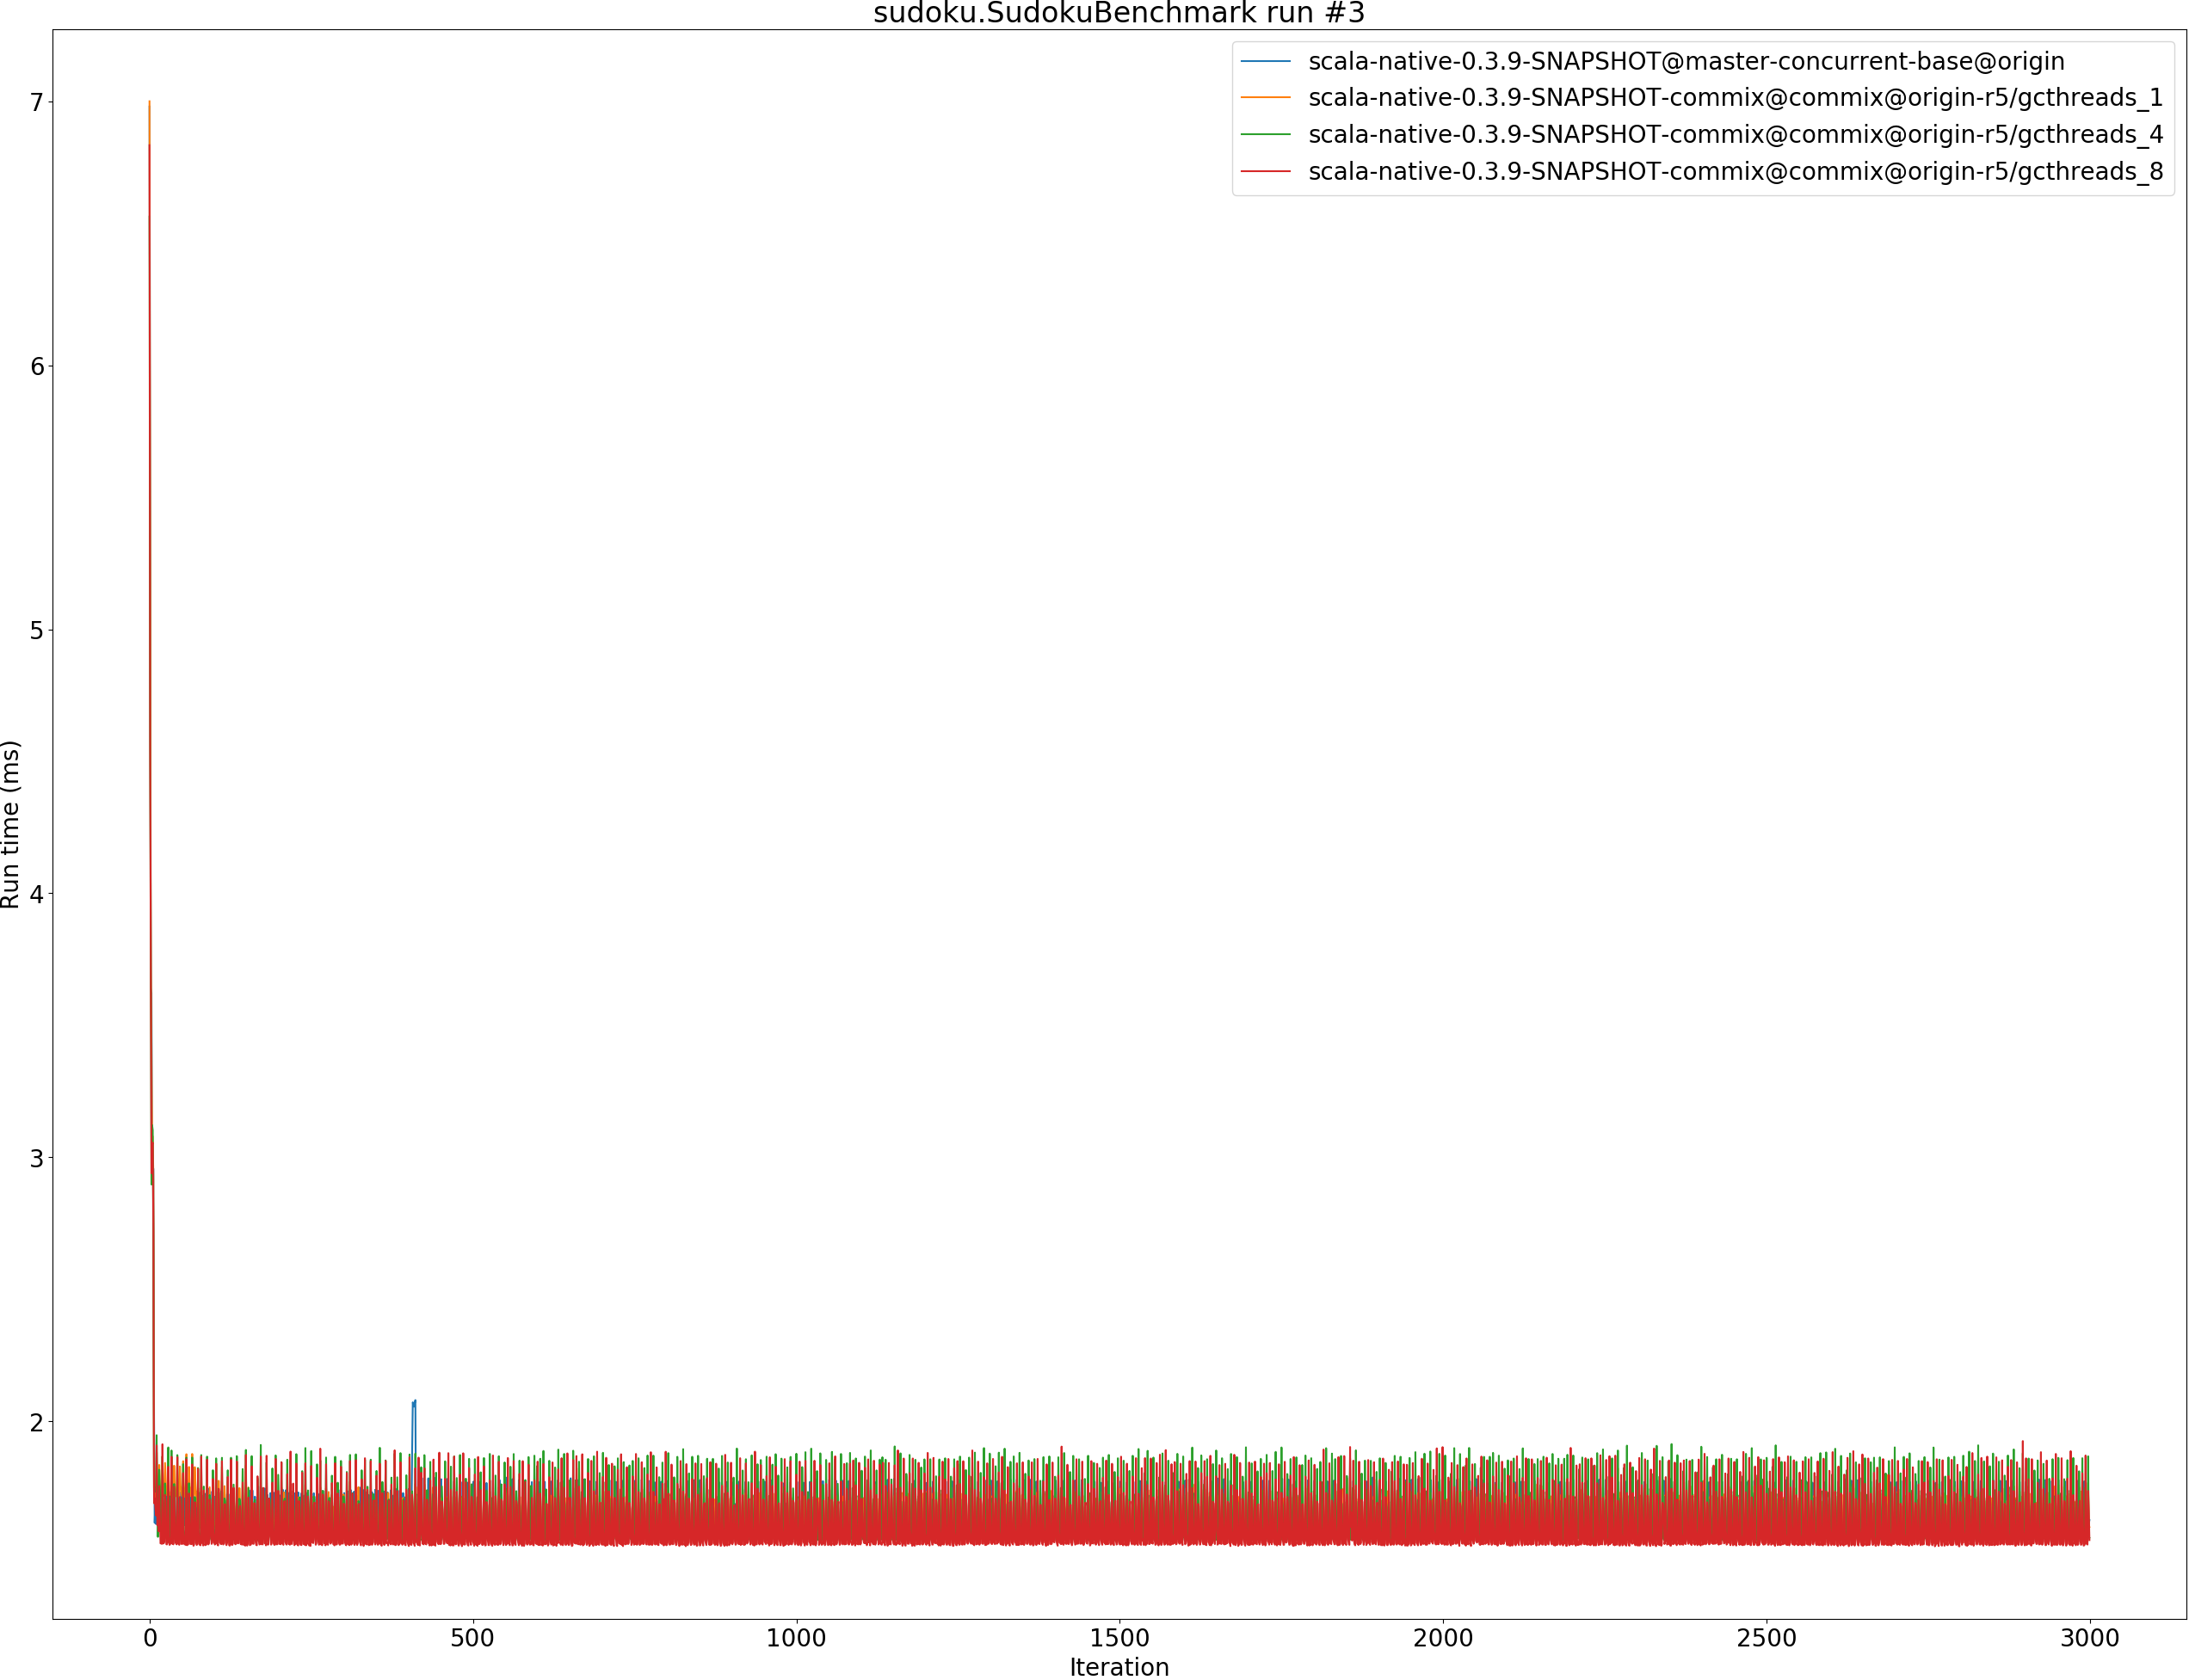 sudoku.SudokuBenchmark run #3
scala-native-0.3.9-SNAPSHOT@master-concurrent-base@origin
scala-native-0.3.9-SNAPSHOT-commix@commix@origin-r5/gcthreads_1
scala-native-0.3.9-SNAPSHOT-commix@commix@origin-r5/gcthreads_4
scala-native-0.3.9-SNAPSHOT-commix@commix@origin-r5/gcthreads_8
7
6
5
4
3
2
Run time (ms)
0 500 1000 1500 2000 2500 3000
Iteration